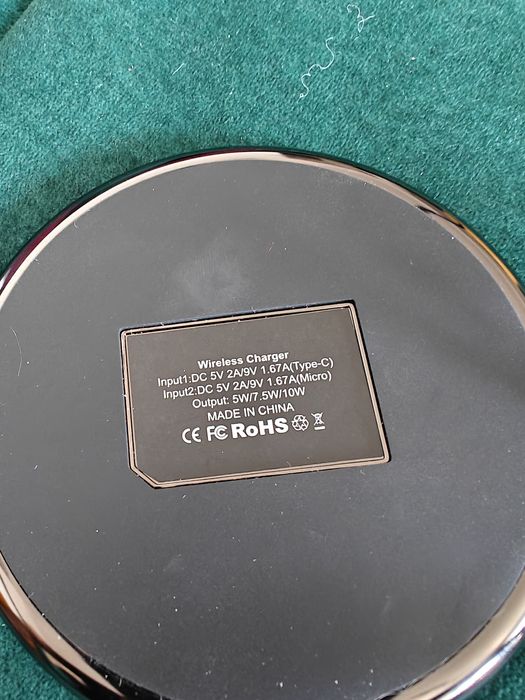 Wireless Charger
Input1:DC 5V 2A/9V 1.67A(Type-C)
Input2:DC 5V 2A/9V 1.67A(Micro)
Output: 5W/7.5W/10W
MADE IN CHINA
CE FC RoHS